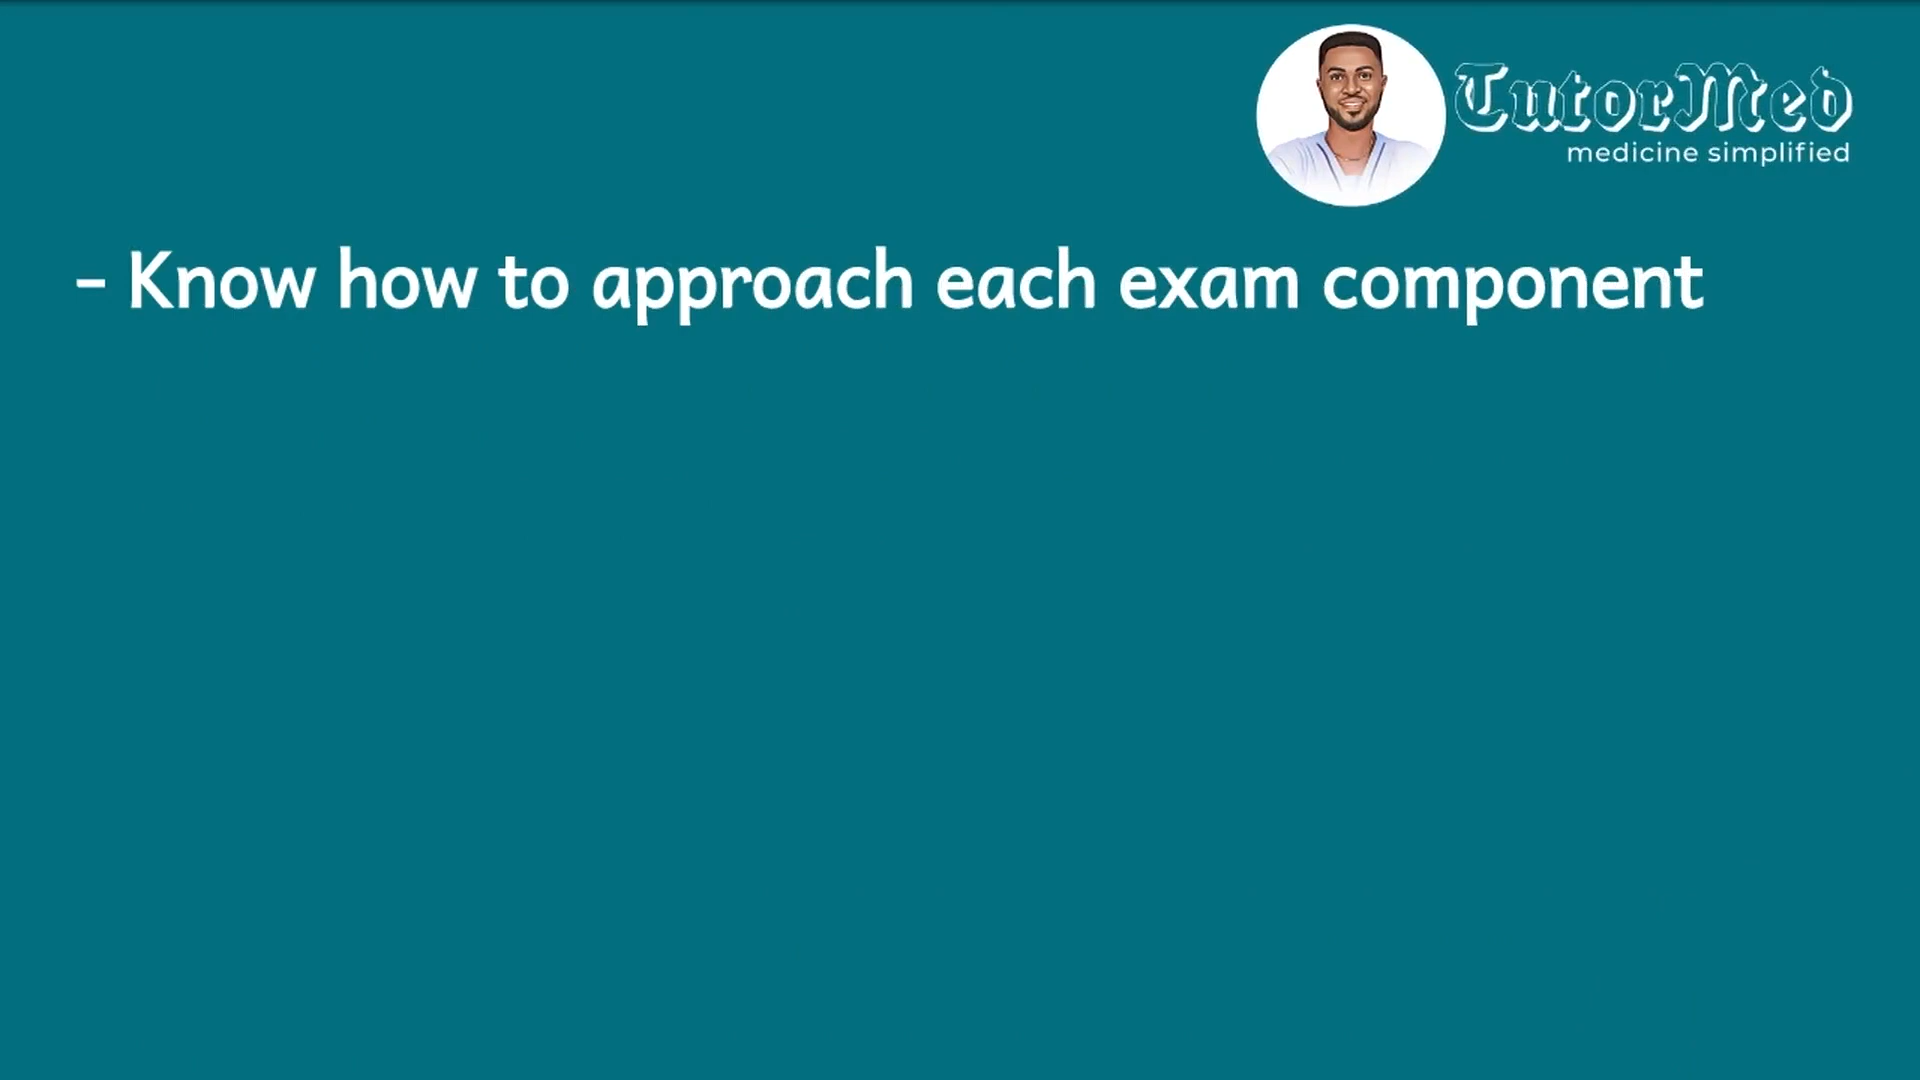 TutorMed
medicine simplified
- Know how to approach each exam component